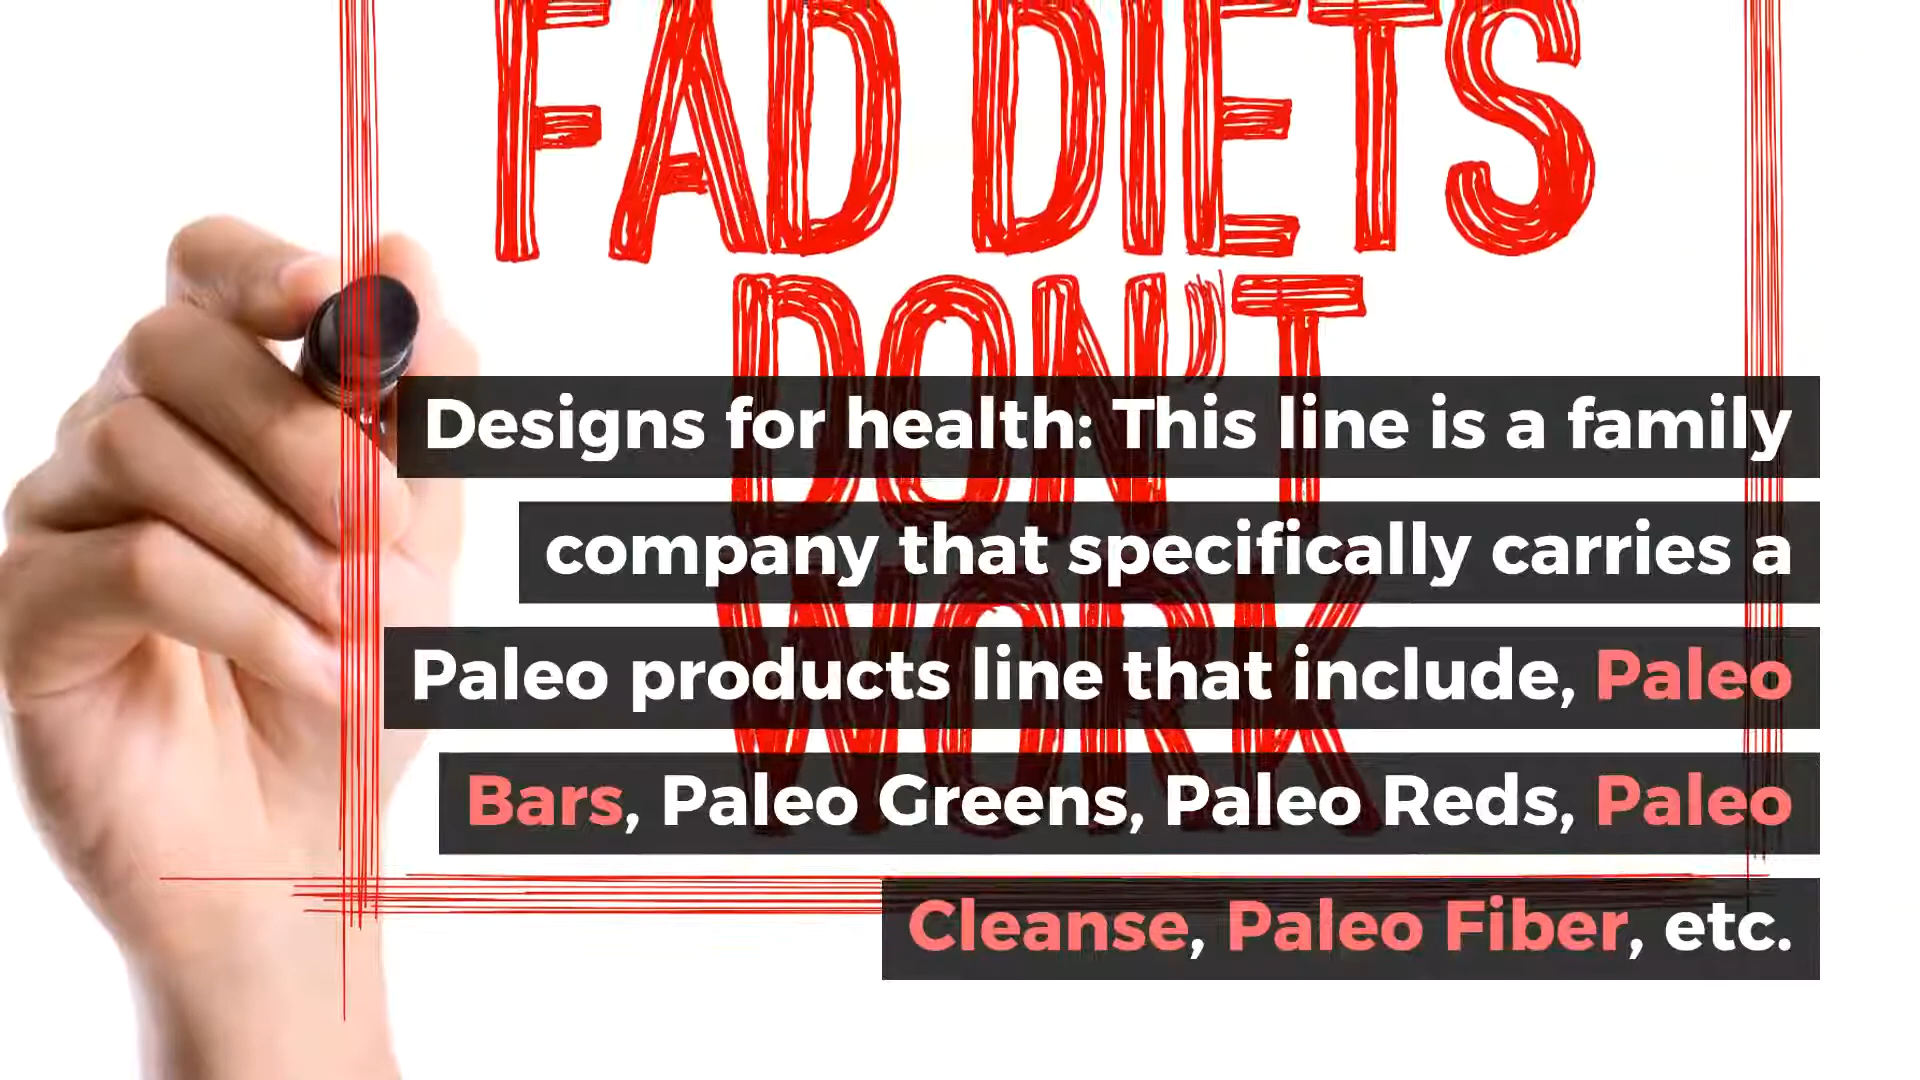 FAD DIETS
DON'T
WORK
Designs for health: This line is a family
company that specifically carries a
Paleo products line that include, Paleo
Bars, Paleo Greens, Paleo Reds, Paleo
Cleanse, Paleo Fiber, etc.